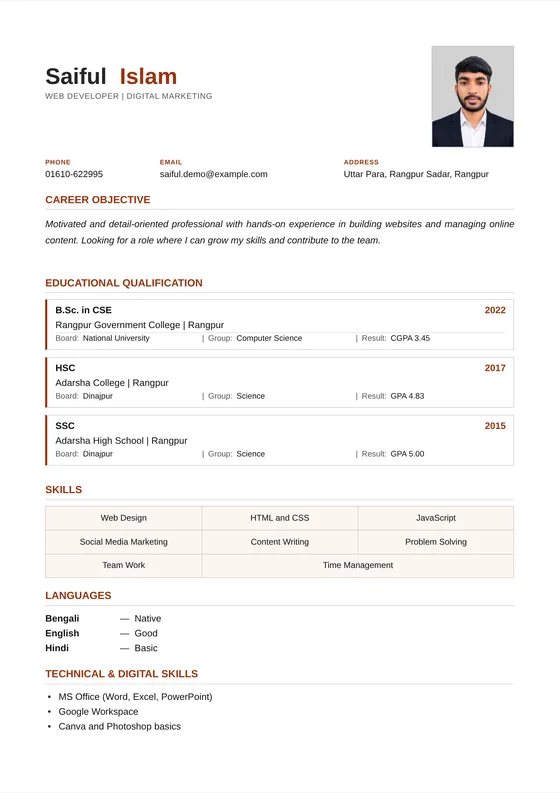 Saiful Islam
WEB DEVELOPER | DIGITAL MARKETING
PHONE
01610-622995
EMAIL
saiful.demo@example.com
ADDRESS
Uttar Para, Rangpur Sadar, Rangpur
CAREER OBJECTIVE
Motivated and detail-oriented professional with hands-on experience in building websites and managing online
content. Looking for a role where I can grow my skills and contribute to the team.
EDUCATIONAL QUALIFICATION
B.Sc. in CSE 2022
Rangpur Government College | Rangpur
Board: National University | Group: Computer Science | Result: CGPA 3.45
HSC 2017
Adarsha College | Rangpur
Board: Dinajpur | Group: Science | Result: GPA 4.83
SSC 2015
Adarsha High School | Rangpur
Board: Dinajpur | Group: Science | Result: GPA 5.00
SKILLS
Web Design HTML and CSS JavaScript
Social Media Marketing Content Writing Problem Solving
Team Work Time Management
LANGUAGES
Bengali — Native
English — Good
Hindi — Basic
TECHNICAL & DIGITAL SKILLS
• MS Office (Word, Excel, PowerPoint)
• Google Workspace
• Canva and Photoshop basics